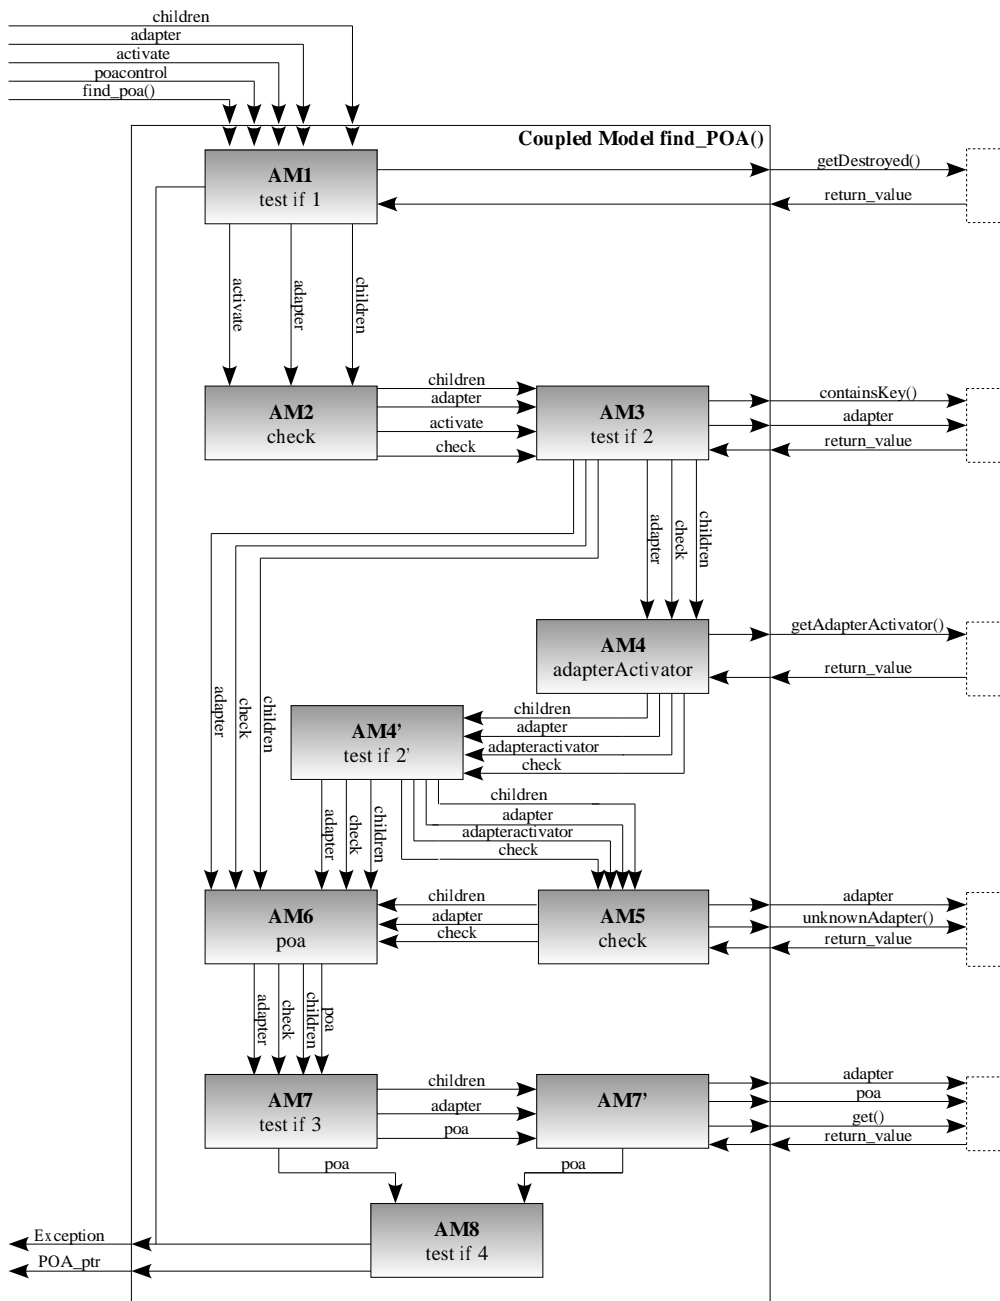 children
adapter
activate
poacontrol
find_poa()
Coupled Model find_POA()
AM1
test if 1
getDestroyed()
return_value
activate
adapter
children
AM2
check
children
adapter
activate
check
AM3
test if 2
containsKey()
adapter
return_value
adapter
check
children
adapter
check
children
AM4
adapterActivator
getAdapterActivator()
return_value
children
adapter
adapteractivator
check
AM4'
test if 2'
adapter
check
children
children
adapter
adapteractivator
check
AM6
poa
children
adapter
check
AM5
check
adapter
unknownAdapter()
return_value
adapter
check
children
poa
AM7
test if 3
children
adapter
poa
AM7'
adapter
poa
get()
return_value
poa
poa
AM8
test if 4
Exception
POA_ptr